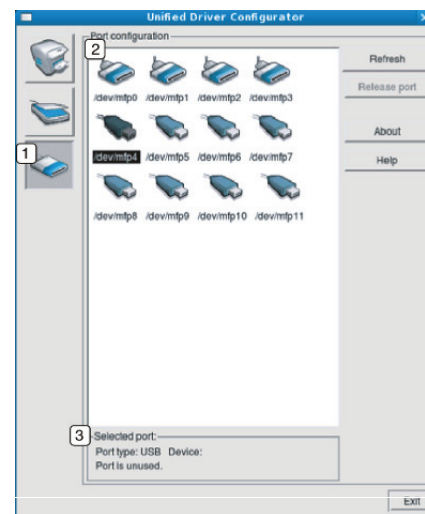 Unified Driver Configurator
Port configuration
2
Refresh
Release port
About
Help
/dev/mfp0 /dev/mfp1 /dev/mfp2 /dev/mfp3
1
/dev/mfp4 /dev/mfp5 /dev/mfp6 /dev/mfp7
/dev/mfp8 /dev/mfp9 /dev/mfp10 /dev/mfp11
3
Selected port:
Port type: USB Device:
Port is unused.
Exit